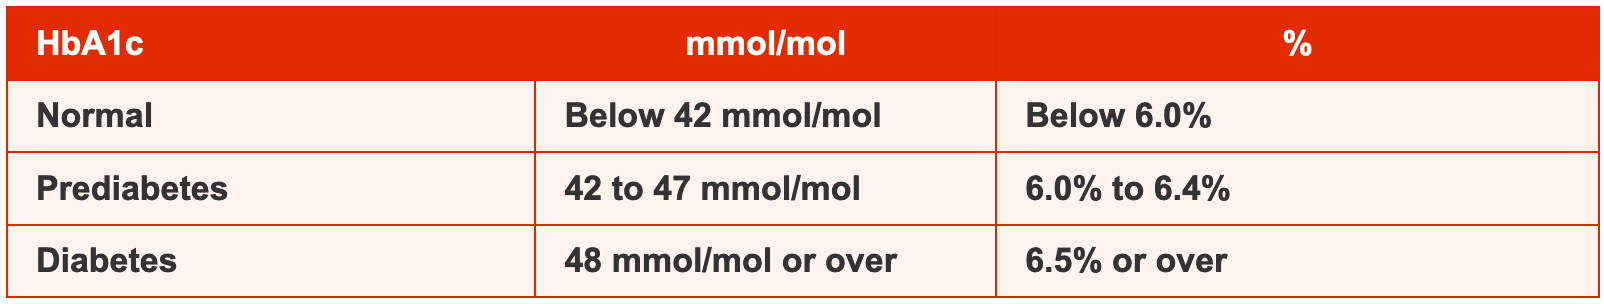 HbA1c mmol/mol %
Normal Below 42 mmol/mol Below 6.0%
Prediabetes 42 to 47 mmol/mol 6.0% to 6.4%
Diabetes 48 mmol/mol or over 6.5% or over